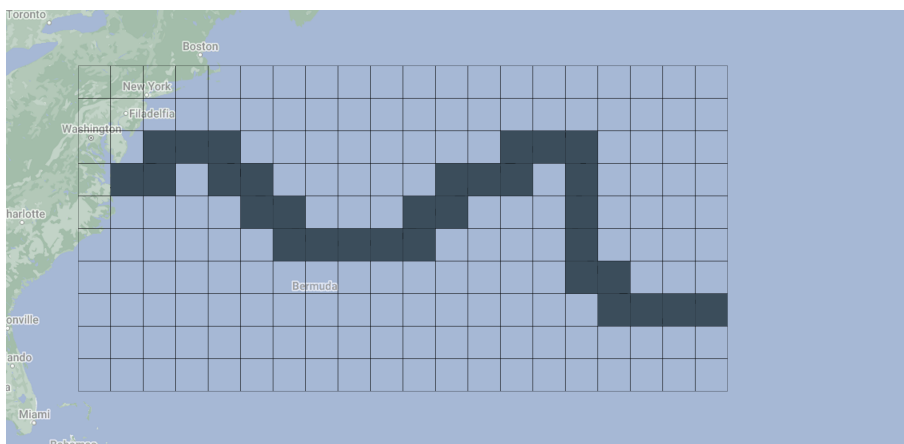 Toronto
Boston
New York
Filadelfia
Washington
harlotte
Bermuda
onville
ando
a
Miami